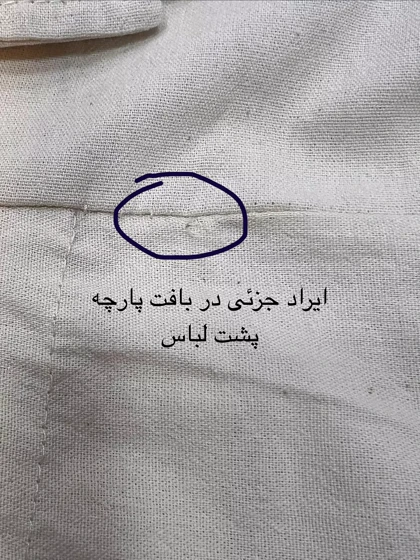 ایراد جزئی در بافت پارچه
پشت لباس